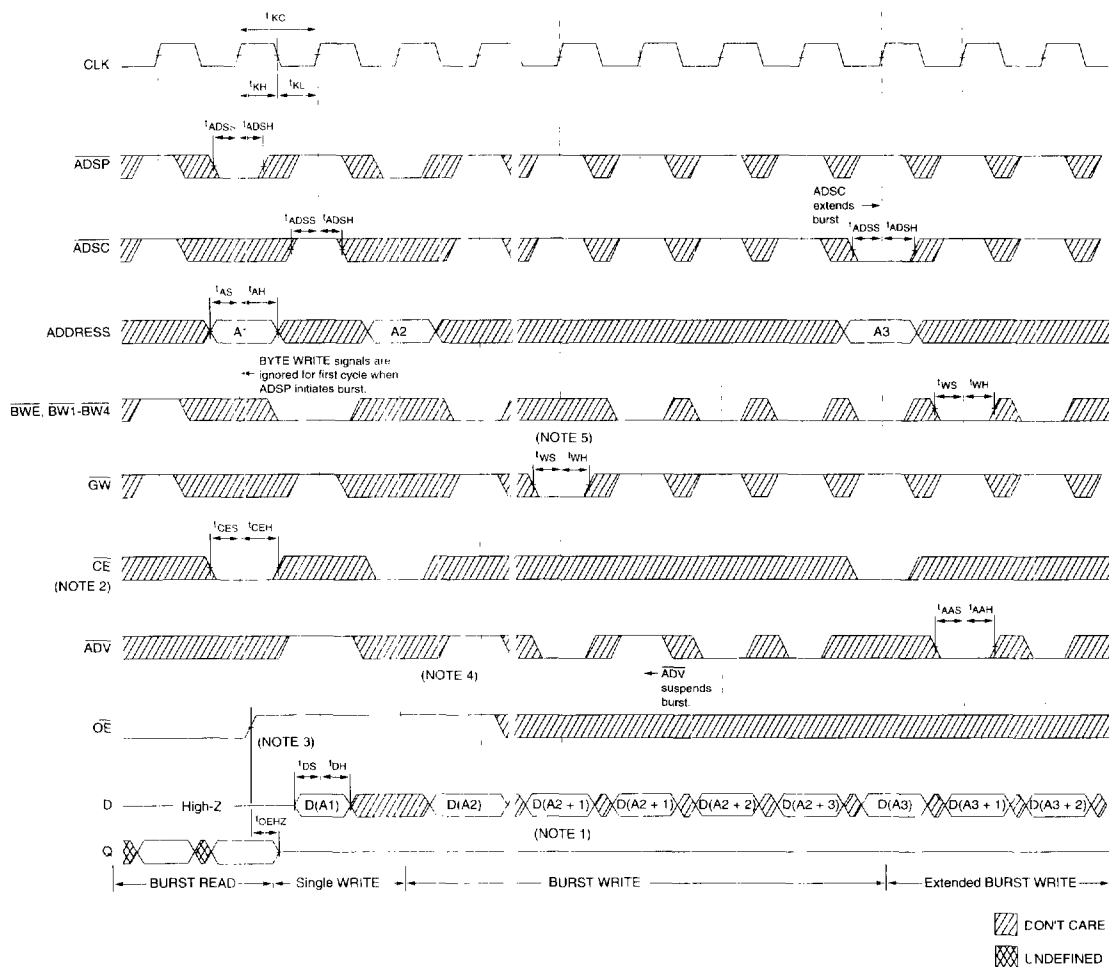 tKC
CLK
tKH tKL
tADSS tADSH
ADSP
ADSC
extends
burst
tADSS tADSH
tADSS tADSH
ADSC
tAS tAH
ADDRESS A1 A2 A3
BYTE WRITE signals are
ignored for first cycle when
ADSP initiates burst.
tWS tWH
BWE, BW1-BW4
(NOTE 5)
tWS tWH
GW
tCES tCEH
CE
(NOTE 2)
tAAS tAAH
ADV
(NOTE 4)
ADV
suspends
burst.
OE
(NOTE 3)
tDS tDH
D High-Z D(A1) D(A2) D(A2 + 1) D(A2 + 1) D(A2 + 2) D(A2 + 3) D(A3) D(A3 + 1) D(A3 + 2)
tOEHZ
(NOTE 1)
Q
BURST READ Single WRITE BURST WRITE Extended BURST WRITE
DON'T CARE
UNDEFINED